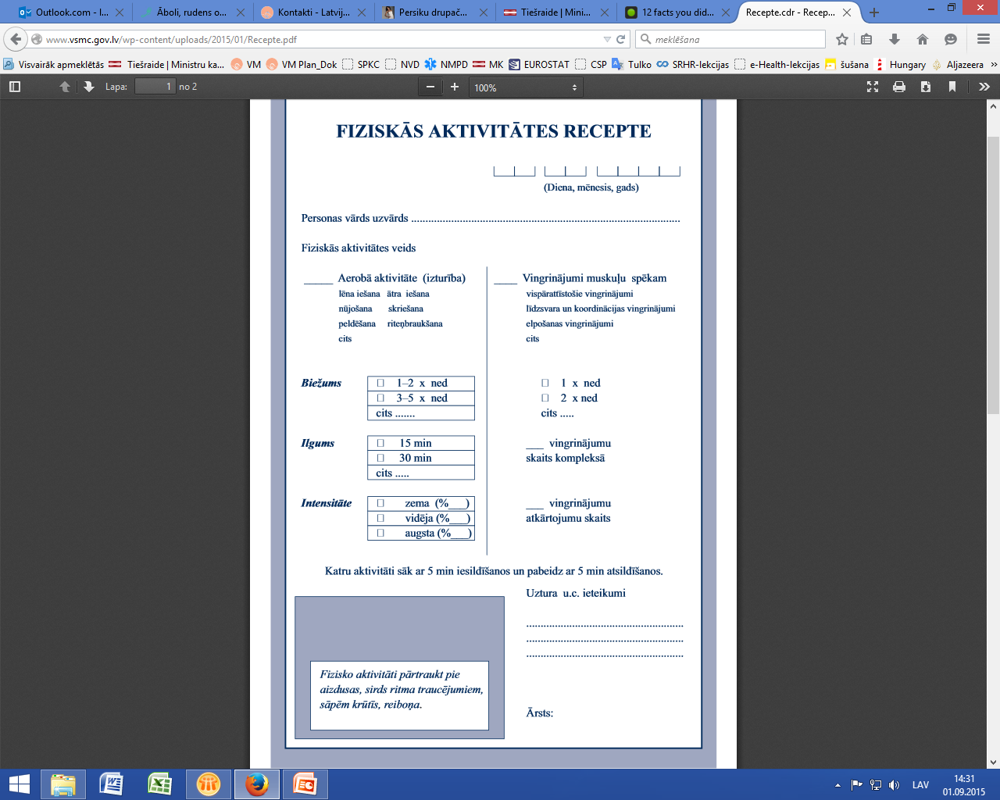 Outlook.com - I...
Āboli, rudens o...
Kontakti - Latvij...
Persiku drupač...
Tiešraide | Mini...
12 facts you did...
Recepte.cdr - Recep...
www.vsmc.gov.lv/wp-content/uploads/2015/01/Recepte.pdf
meklēšana
Visvairāk apmeklētās
Tiešraide | Ministru ka...
VM
VM Plan_Dok
SPKC
NVD
NMPD
MK
EUROSTAT
CSP
Tulko
SRHR-lekcijas
e-Health-lekcijas
šušana
Hungary
Aljazeera
Lapa: 1 no 2
100%
FIZISKĀS AKTIVITĀTES RECEPTE
(Diena, mēnesis, gads)
Personas vārds uzvārds ..............................................................................................
Fiziskās aktivitātes veids
_____ Aerobā aktivitāte (izturība)
lēna iešana ātra iešana
nūjošana skriešana
peldēšana riteņbraukšana
cits
____ Vingrinājumi muskuļu spēkam
vispārattīstošie vingrinājumi
līdzsvara un koordinācijas vingrinājumi
elpošanas vingrinājumi
cits
Biežums
☐ 1–2 x ned
☐ 3–5 x ned
cits .......
☐ 1 x ned
☐ 2 x ned
cits .....
Ilgums
☐ 15 min
☐ 30 min
cits .....
___ vingrinājumu
skaits kompleksā
Intensitāte
☐ zema (%___)
☐ vidēja (%___)
☐ augsta (%___)
___ vingrinājumu
atkārtojumu skaits
Katru aktivitāti sāk ar 5 min iesildīšanos un pabeidz ar 5 min atsildīšanos.
Uztura u.c. ieteikumi
.......................................................
.......................................................
.......................................................
Fizisko aktivitāti pārtraukt pie
aizdusas, sirds ritma traucējumiem,
sāpēm krūtīs, reiboņa.
Ārsts:
LAV
14:31
01.09.2015